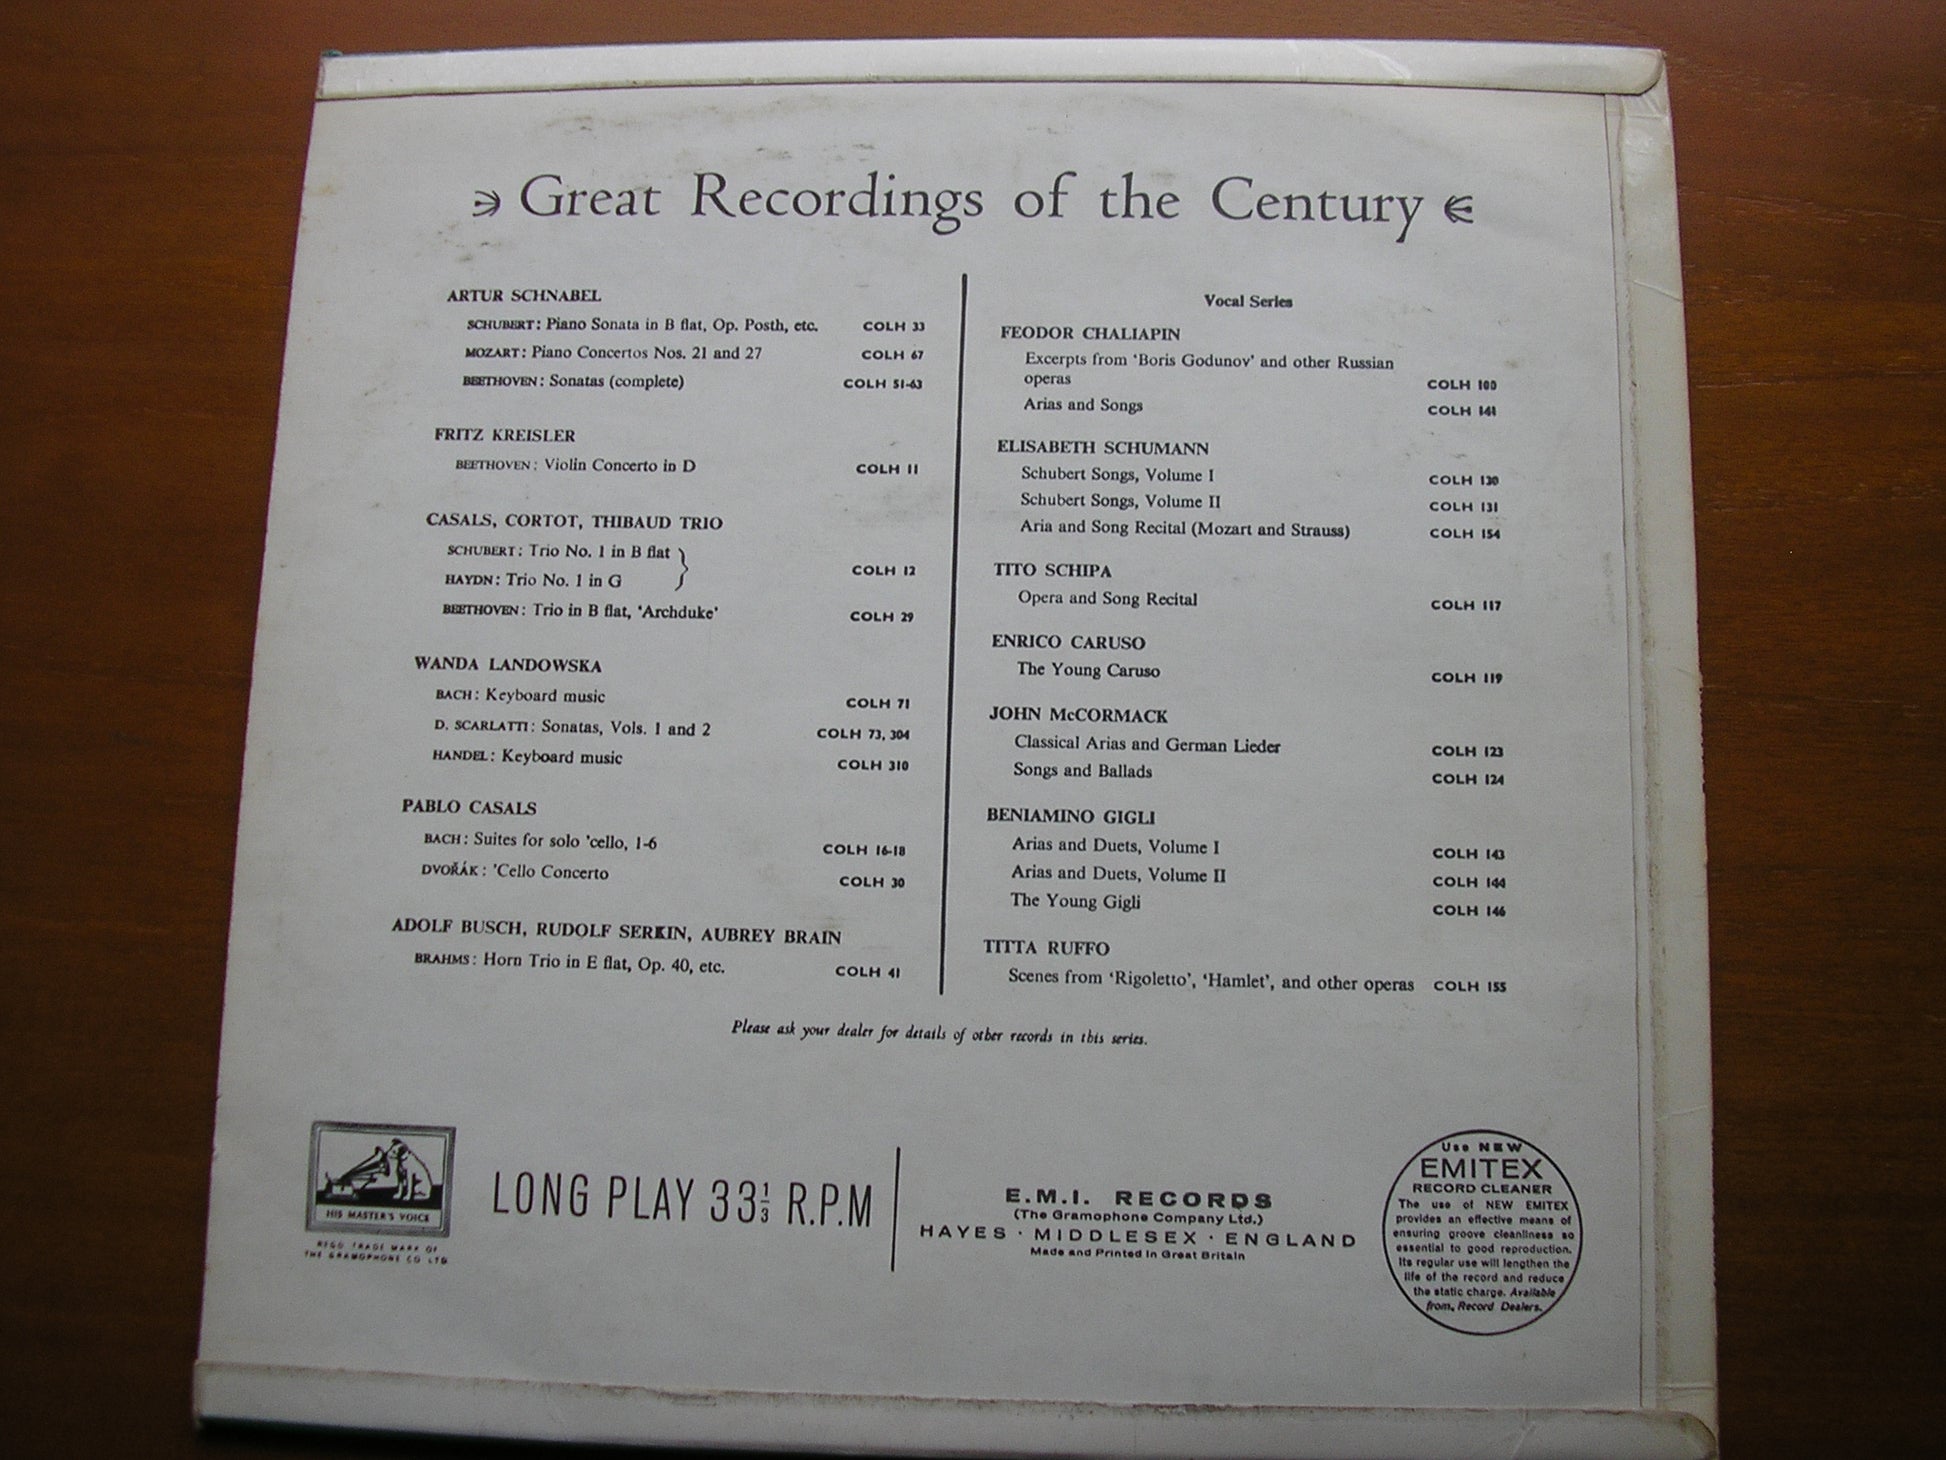 Great Recordings of the Century
ARTUR SCHNABEL
SCHUBERT: Piano Sonata in B flat, Op. Posth, etc. COLH 33
MOZART: Piano Concertos Nos. 21 and 27 COLH 67
BEETHOVEN: Sonatas (complete) COLH 51-63
FRITZ KREISLER
BEETHOVEN: Violin Concerto in D COLH 11
CASALS, CORTOT, THIBAUD TRIO
SCHUBERT: Trio No. 1 in B flat
HAYDN: Trio No. 1 in G
COLH 12
BEETHOVEN: Trio in B flat, 'Archduke' COLH 29
WANDA LANDOWSKA
BACH: Keyboard music COLH 71
D. SCARLATTI: Sonatas, Vols. 1 and 2 COLH 73, 304
HANDEL: Keyboard music COLH 310
PABLO CASALS
BACH: Suites for solo 'cello, 1-6 COLH 16-18
DVOŘÁK: 'Cello Concerto COLH 30
ADOLF BUSCH, RUDOLF SERKIN, AUBREY BRAIN
BRAHMS: Horn Trio in E flat, Op. 40, etc. COLH 41
Vocal Series
FEODOR CHALIAPIN
Excerpts from 'Boris Godunov' and other Russian
operas COLH 100
Arias and Songs COLH 141
ELISABETH SCHUMANN
Schubert Songs, Volume I COLH 130
Schubert Songs, Volume II COLH 131
Aria and Song Recital (Mozart and Strauss) COLH 154
TITO SCHIPA
Opera and Song Recital COLH 117
ENRICO CARUSO
The Young Caruso COLH 119
JOHN McCORMACK
Classical Arias and German Lieder COLH 123
Songs and Ballads COLH 124
BENIAMINO GIGLI
Arias and Duets, Volume I COLH 143
Arias and Duets, Volume II COLH 144
The Young Gigli COLH 146
TITTA RUFFO
Scenes from 'Rigoletto', 'Hamlet', and other operas COLH 155
Please ask your dealer for details of other records in this series.
HIS MASTER'S VOICE
REGD TRADE MARK OF
THE GRAMOPHONE CO LTD
LONG PLAY 33⅓ R.P.M
E.M.I. RECORDS
(The Gramophone Company Ltd.)
HAYES · MIDDLESEX · ENGLAND
Made and Printed in Great Britain
Use NEW
EMITEX
RECORD CLEANER
The use of NEW EMITEX
provides an effective means of
ensuring groove cleanliness so
essential to good reproduction.
Its regular use will lengthen the
life of the record and reduce
the static charge. Available
from, Record Dealers.